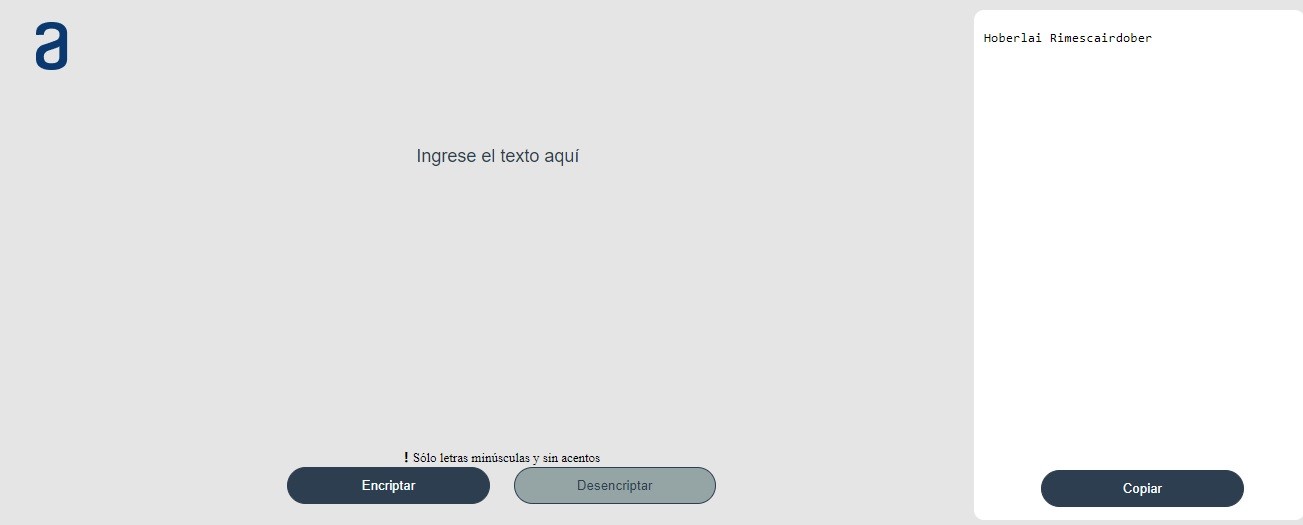 a
Ingrese el texto aquí
! Sólo letras minúsculas y sin acentos
Encriptar
Desencriptar
Hoberlai Rimescairdober
Copiar